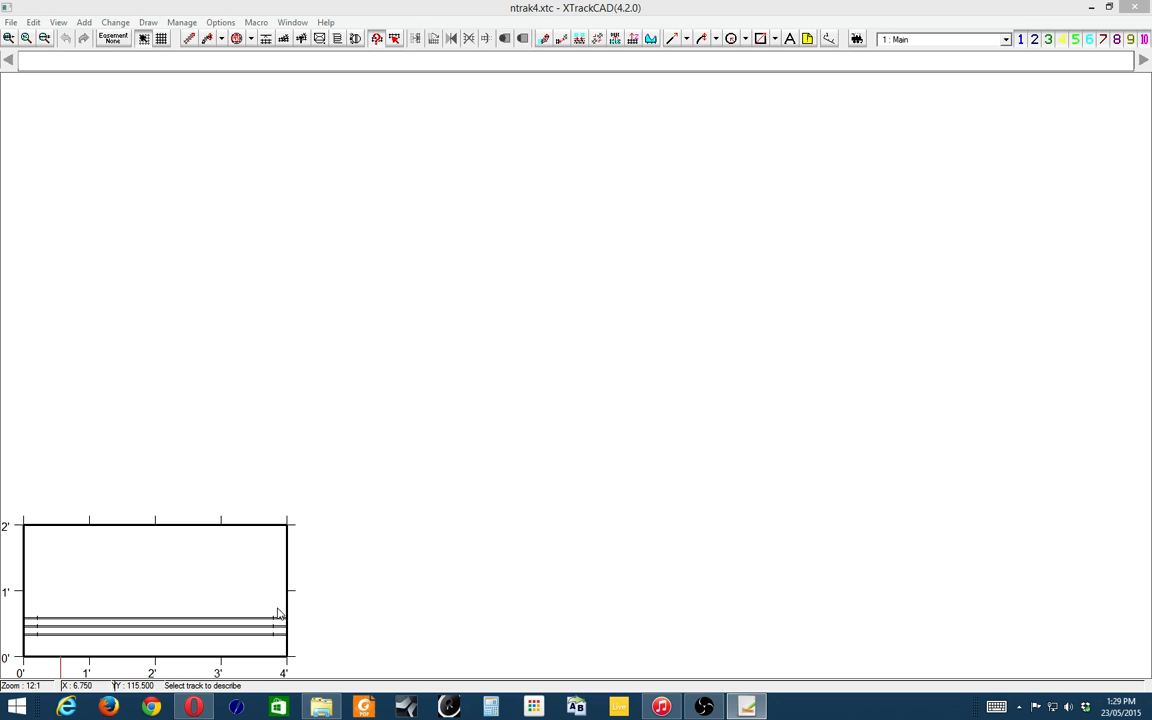 ntrak4.xtc - XTrackCAD(4.2.0)
File Edit View Add Change Draw Manage Options Macro Window Help
Easement
None
A
1 : Main
1 2 3 4 5 6 7 8 9 10
2'
1'
0'
0' 1' 2' 3' 4'
Zoom : 12:1 X : 6.750 Y : 115.500 Select track to describe
1:29 PM
23/05/2015